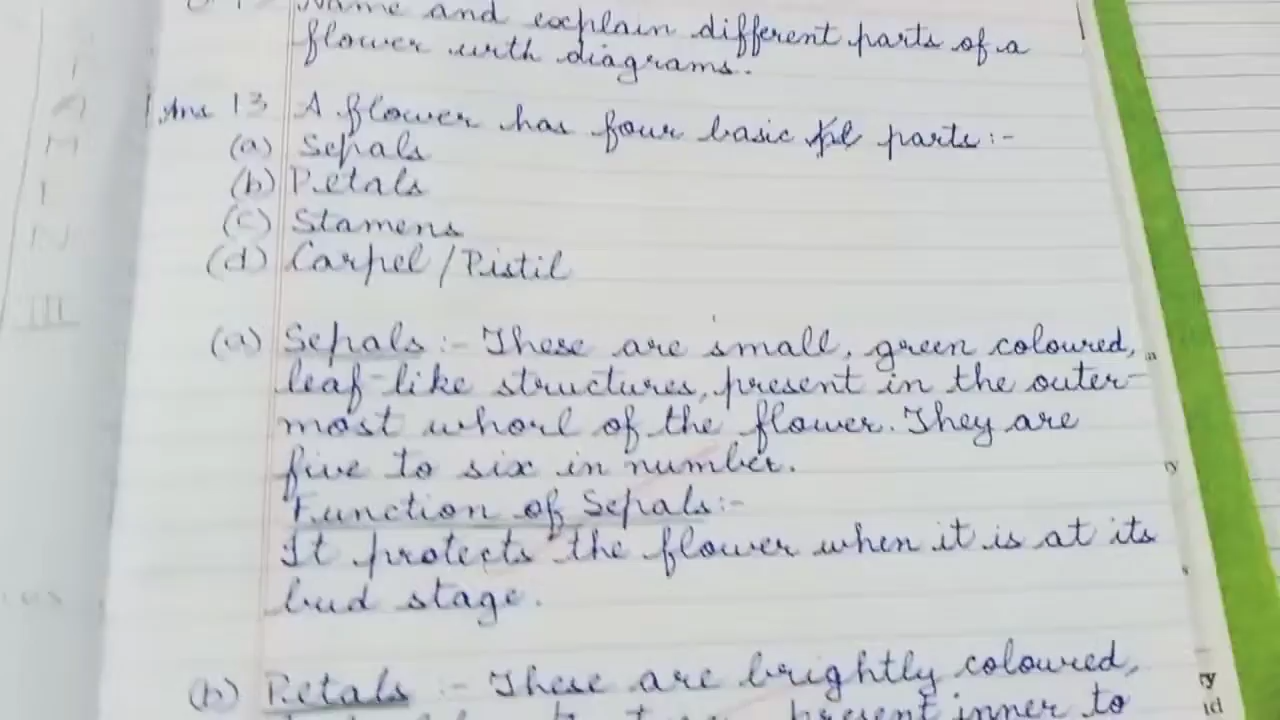 Name and explain different parts of a
flower with diagrams.
Ans 13 A flower has four basic parts:-
(a) Sepals
(b) Petals
(c) Stamens
(d) Carpel / Pistil
(a) Sepals :- These are small, green coloured,
leaf-like structures, present in the outer-
most whorl of the flower. They are
five to six in number.
Function of Sepals:-
It protects the flower when it is at its
bud stage.
(b) Petals :- These are brightly coloured,
present inner to